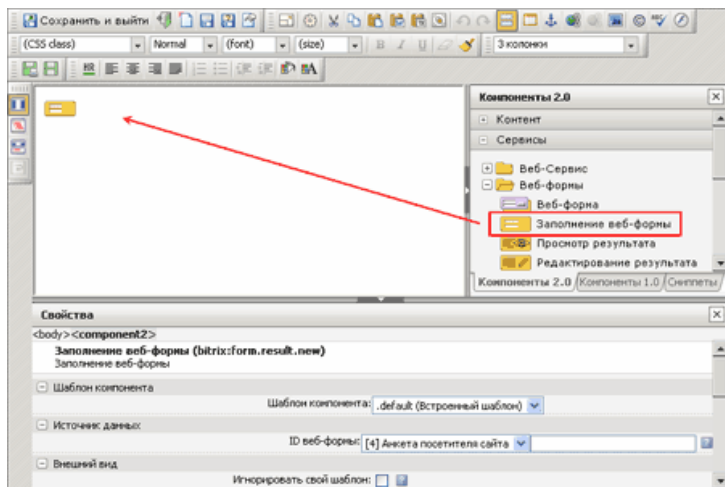 Сохранить и выйти
(CSS class) Normal (font) (size) B I U 3 колонки
Компоненты 2.0
Контент
Сервисы
Веб-Сервис
Веб-формы
Веб-форма
Заполнение веб-формы
Просмотр результата
Редактирование результата
Компоненты 2.0 Компоненты 1.0 Сниппеты
Свойства
<body><component2>
Заполнение веб-формы (bitrix:form.result.new)
Заполнение веб-формы
Шаблон компонента
Шаблон компонента: .default (Встроенный шаблон)
Источник данных
ID веб-формы: [4] Анкета посетителя сайта
Внешний вид
Игнорировать свой шаблон: